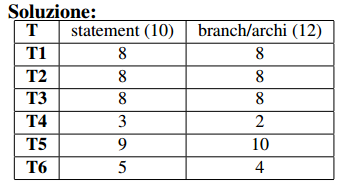 Soluzione:
T statement (10) branch/archi (12)
T1 8 8
T2 8 8
T3 8 8
T4 3 2
T5 9 10
T6 5 4